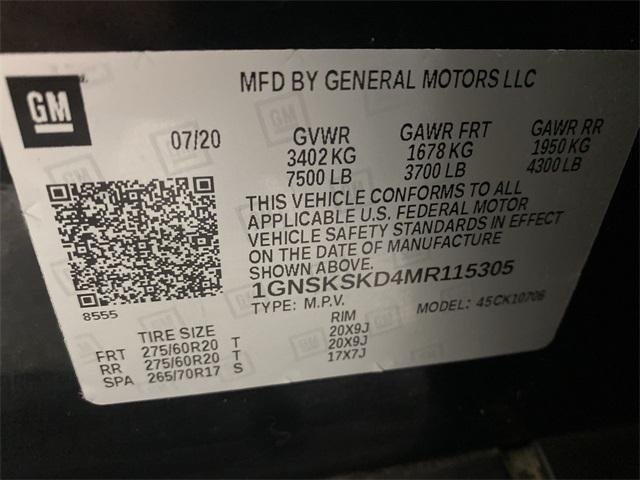 GM
MFD BY GENERAL MOTORS LLC
07/20 GVWR GAWR FRT GAWR RR
3402 KG 1678 KG 1950 KG
7500 LB 3700 LB 4300 LB
THIS VEHICLE CONFORMS TO ALL
APPLICABLE U.S. FEDERAL MOTOR
VEHICLE SAFETY STANDARDS IN EFFECT
ON THE DATE OF MANUFACTURE
SHOWN ABOVE.
1GNSKSKD4MR115305
8555 TYPE: M.P.V. MODEL: 45CK10706
TIRE SIZE RIM
FRT 275/60R20 T 20X9J
RR 275/60R20 T 20X9J
SPA 265/70R17 S 17X7J